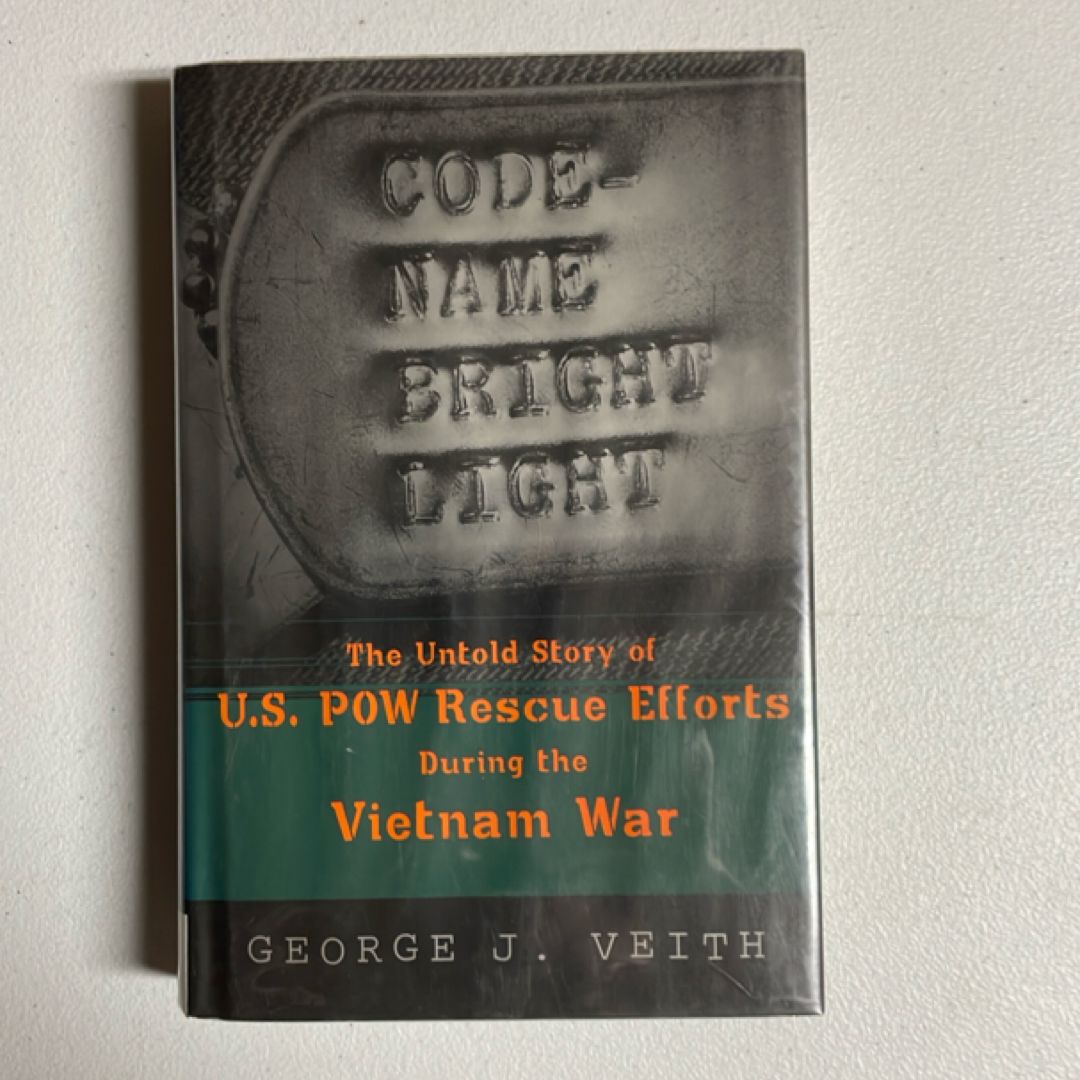 CODE-
NAME
BRIGHT
LIGHT
The Untold Story of
U.S. POW Rescue Efforts
During the
Vietnam War
GEORGE J. VEITH